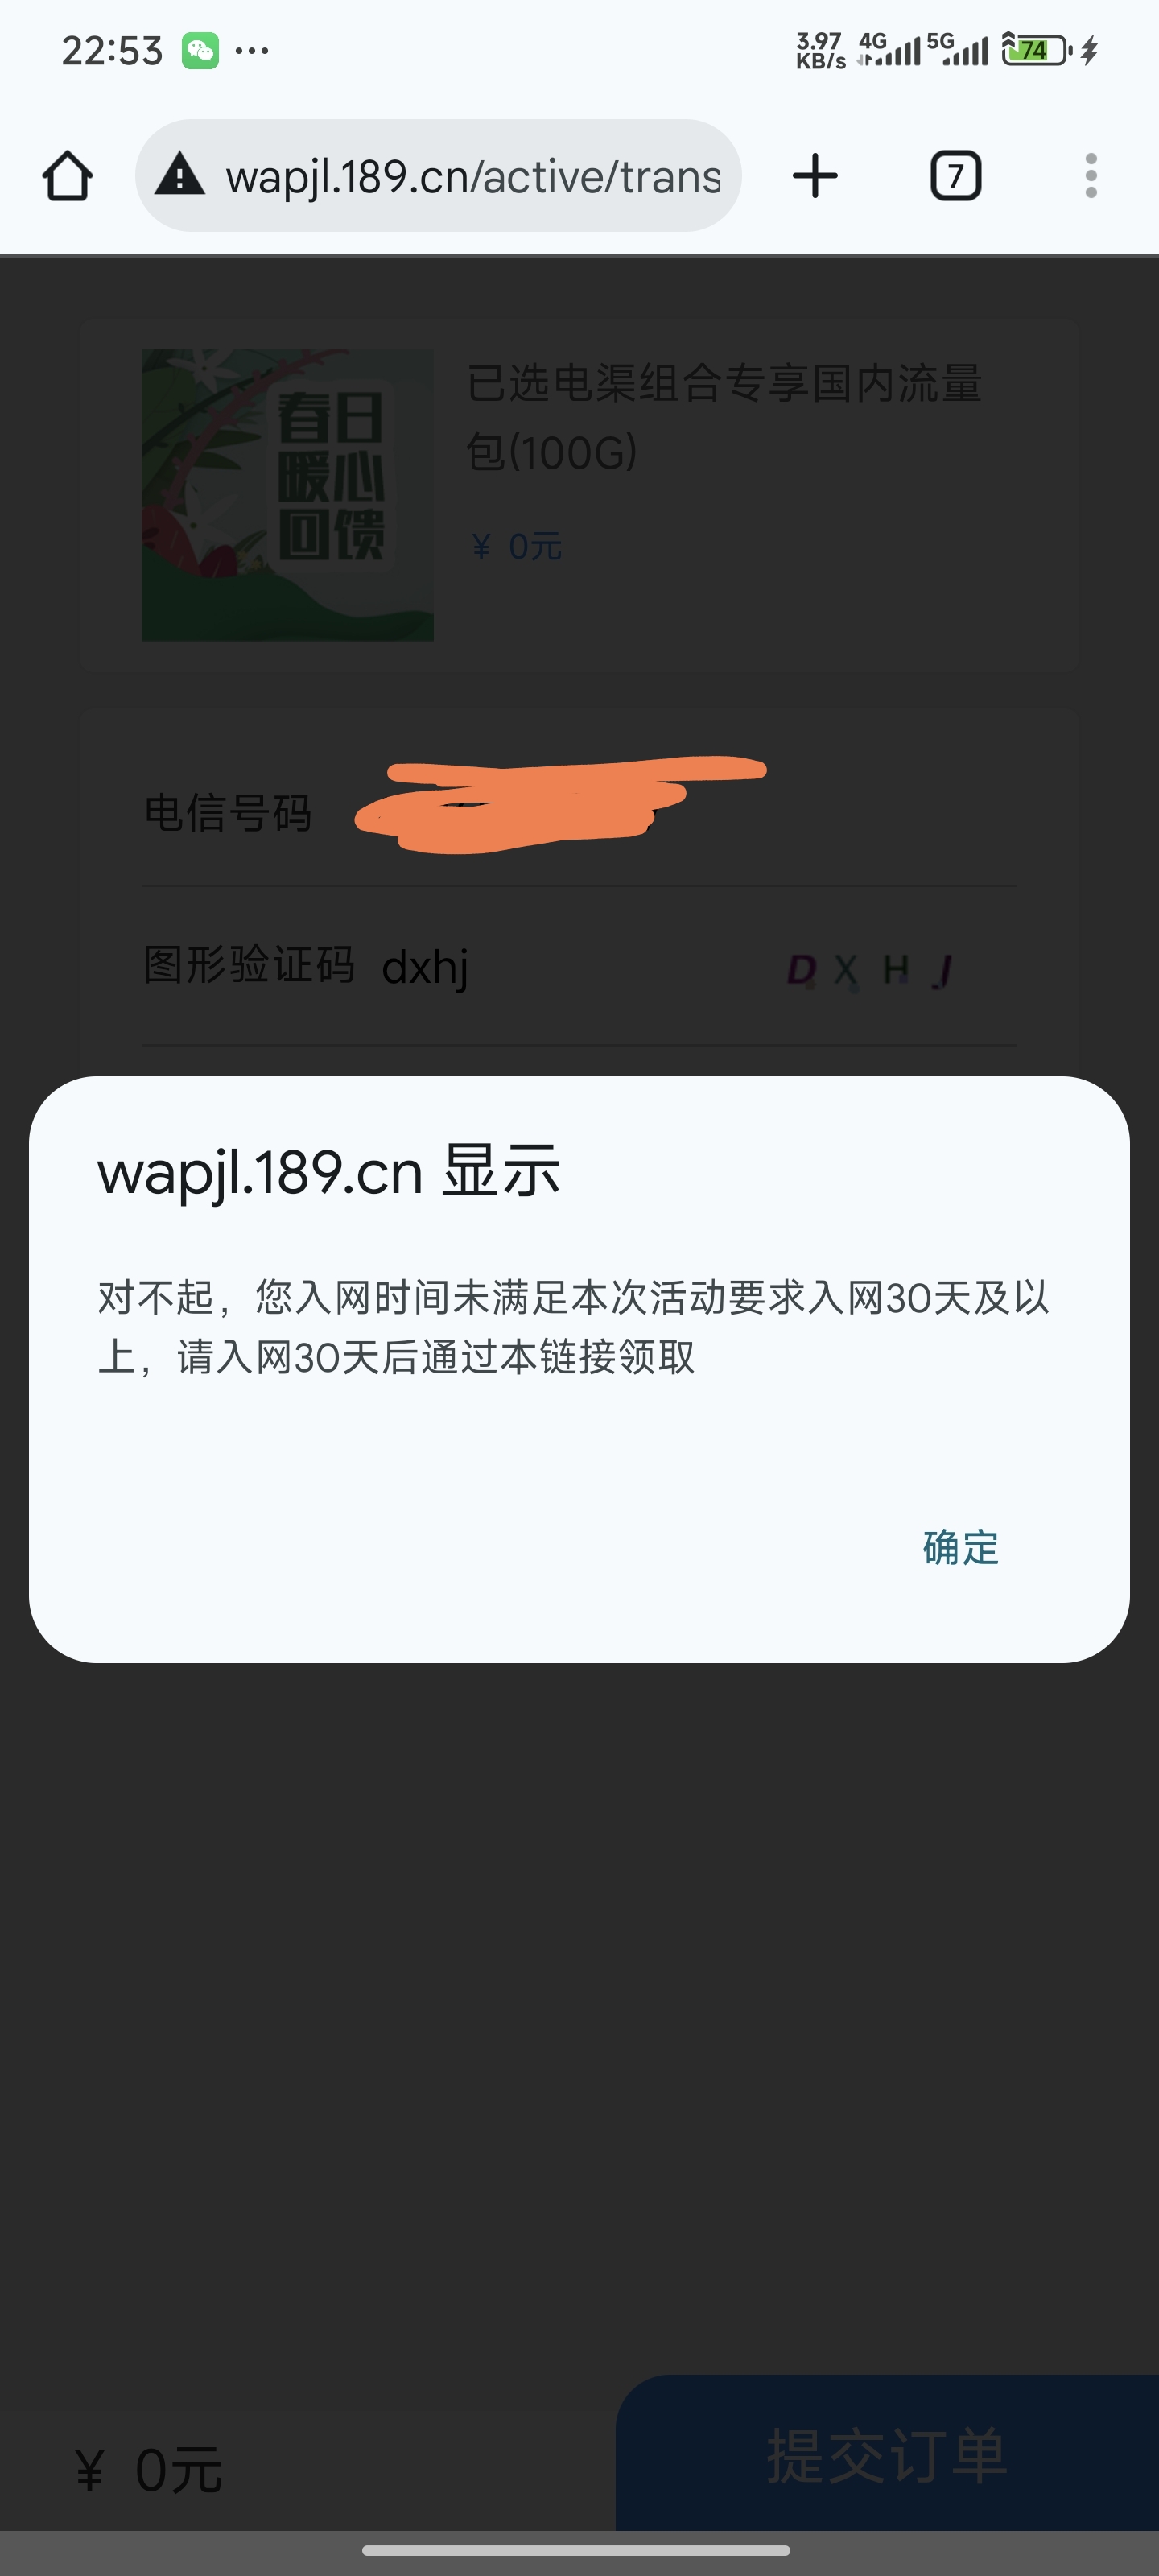 22:53
3.97 KB/s 4G 5G 74
wapjl.189.cn/active/trans
7
春日
暖心
回馈
已选电渠组合专享国内流量
包(100G)
¥ 0元
电信号码
图形验证码 dxhj D X H J
wapjl.189.cn 显示
对不起，您入网时间未满足本次活动要求入网30天及以
上，请入网30天后通过本链接领取
确定
¥ 0元
提交订单